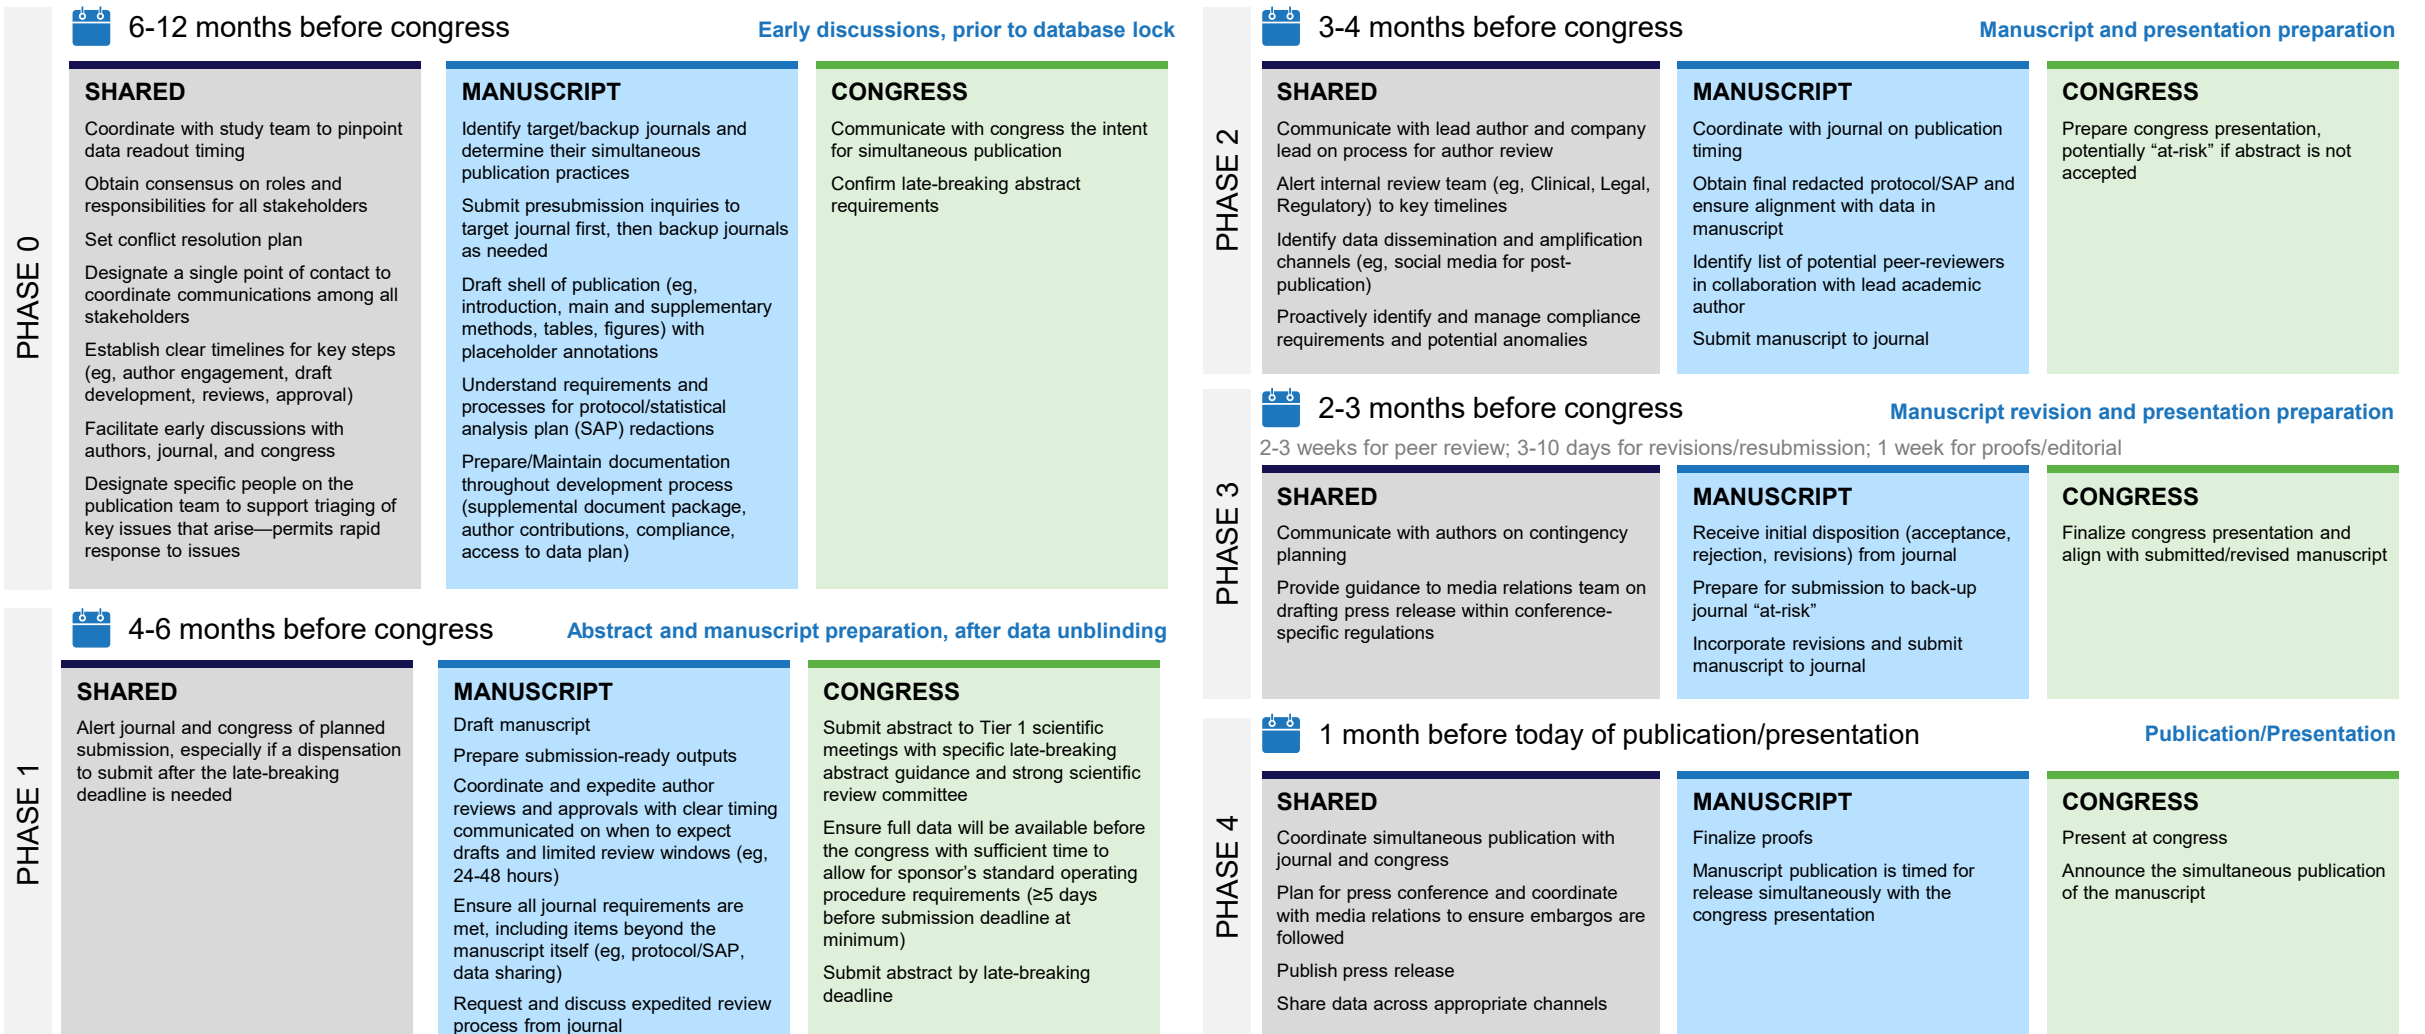 PHASE 0
6-12 months before congress
Early discussions, prior to database lock
SHARED
Coordinate with study team to pinpoint
data readout timing
Obtain consensus on roles and
responsibilities for all stakeholders
Set conflict resolution plan
Designate a single point of contact to
coordinate communications among all
stakeholders
Establish clear timelines for key steps
(eg, author engagement, draft
development, reviews, approval)
Facilitate early discussions with
authors, journal, and congress
Designate specific people on the
publication team to support triaging of
key issues that arise—permits rapid
response to issues
MANUSCRIPT
Identify target/backup journals and
determine their simultaneous
publication practices
Submit presubmission inquiries to
target journal first, then backup journals
as needed
Draft shell of publication (eg,
introduction, main and supplementary
methods, tables, figures) with
placeholder annotations
Understand requirements and
processes for protocol/statistical
analysis plan (SAP) redactions
Prepare/Maintain documentation
throughout development process
(supplemental document package,
author contributions, compliance,
access to data plan)
CONGRESS
Communicate with congress the intent
for simultaneous publication
Confirm late-breaking abstract
requirements
PHASE 1
4-6 months before congress
Abstract and manuscript preparation, after data unblinding
SHARED
Alert journal and congress of planned
submission, especially if a dispensation
to submit after the late-breaking
deadline is needed
MANUSCRIPT
Draft manuscript
Prepare submission-ready outputs
Coordinate and expedite author
reviews and approvals with clear timing
communicated on when to expect
drafts and limited review windows (eg,
24-48 hours)
Ensure all journal requirements are
met, including items beyond the
manuscript itself (eg, protocol/SAP,
data sharing)
Request and discuss expedited review
process from journal
CONGRESS
Submit abstract to Tier 1 scientific
meetings with specific late-breaking
abstract guidance and strong scientific
review committee
Ensure full data will be available before
the congress with sufficient time to
allow for sponsor's standard operating
procedure requirements (≥5 days
before submission deadline at
minimum)
Submit abstract by late-breaking
deadline
PHASE 2
3-4 months before congress
Manuscript and presentation preparation
SHARED
Communicate with lead author and company
lead on process for author review
Alert internal review team (eg, Clinical, Legal,
Regulatory) to key timelines
Identify data dissemination and amplification
channels (eg, social media for post-
publication)
Proactively identify and manage compliance
requirements and potential anomalies
MANUSCRIPT
Coordinate with journal on publication
timing
Obtain final redacted protocol/SAP and
ensure alignment with data in
manuscript
Identify list of potential peer-reviewers
in collaboration with lead academic
author
Submit manuscript to journal
CONGRESS
Prepare congress presentation,
potentially “at-risk” if abstract is not
accepted
PHASE 3
2-3 months before congress
Manuscript revision and presentation preparation
2-3 weeks for peer review; 3-10 days for revisions/resubmission; 1 week for proofs/editorial
SHARED
Communicate with authors on contingency
planning
Provide guidance to media relations team on
drafting press release within conference-
specific regulations
MANUSCRIPT
Receive initial disposition (acceptance,
rejection, revisions) from journal
Prepare for submission to back-up
journal “at-risk”
Incorporate revisions and submit
manuscript to journal
CONGRESS
Finalize congress presentation and
align with submitted/revised manuscript
PHASE 4
1 month before today of publication/presentation
Publication/Presentation
SHARED
Coordinate simultaneous publication with
journal and congress
Plan for press conference and coordinate
with media relations to ensure embargos are
followed
Publish press release
Share data across appropriate channels
MANUSCRIPT
Finalize proofs
Manuscript publication is timed for
release simultaneously with the
congress presentation
CONGRESS
Present at congress
Announce the simultaneous publication
of the manuscript